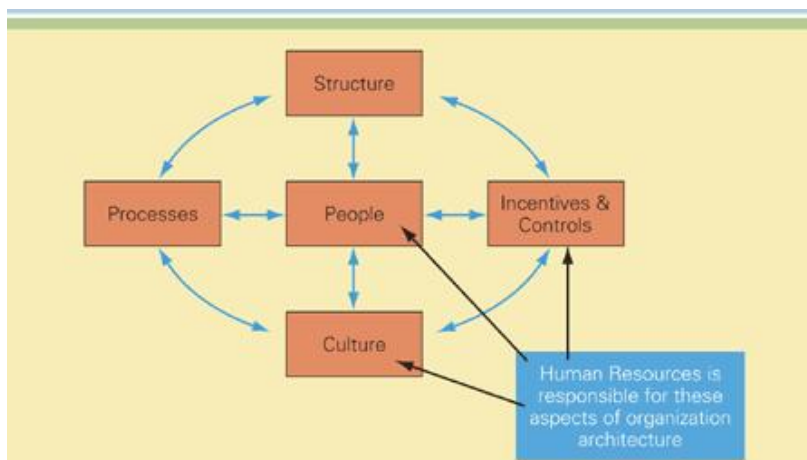 Structure
Processes
People
Incentives &
Controls
Culture
Human Resources is
responsible for these
aspects of organization
architecture